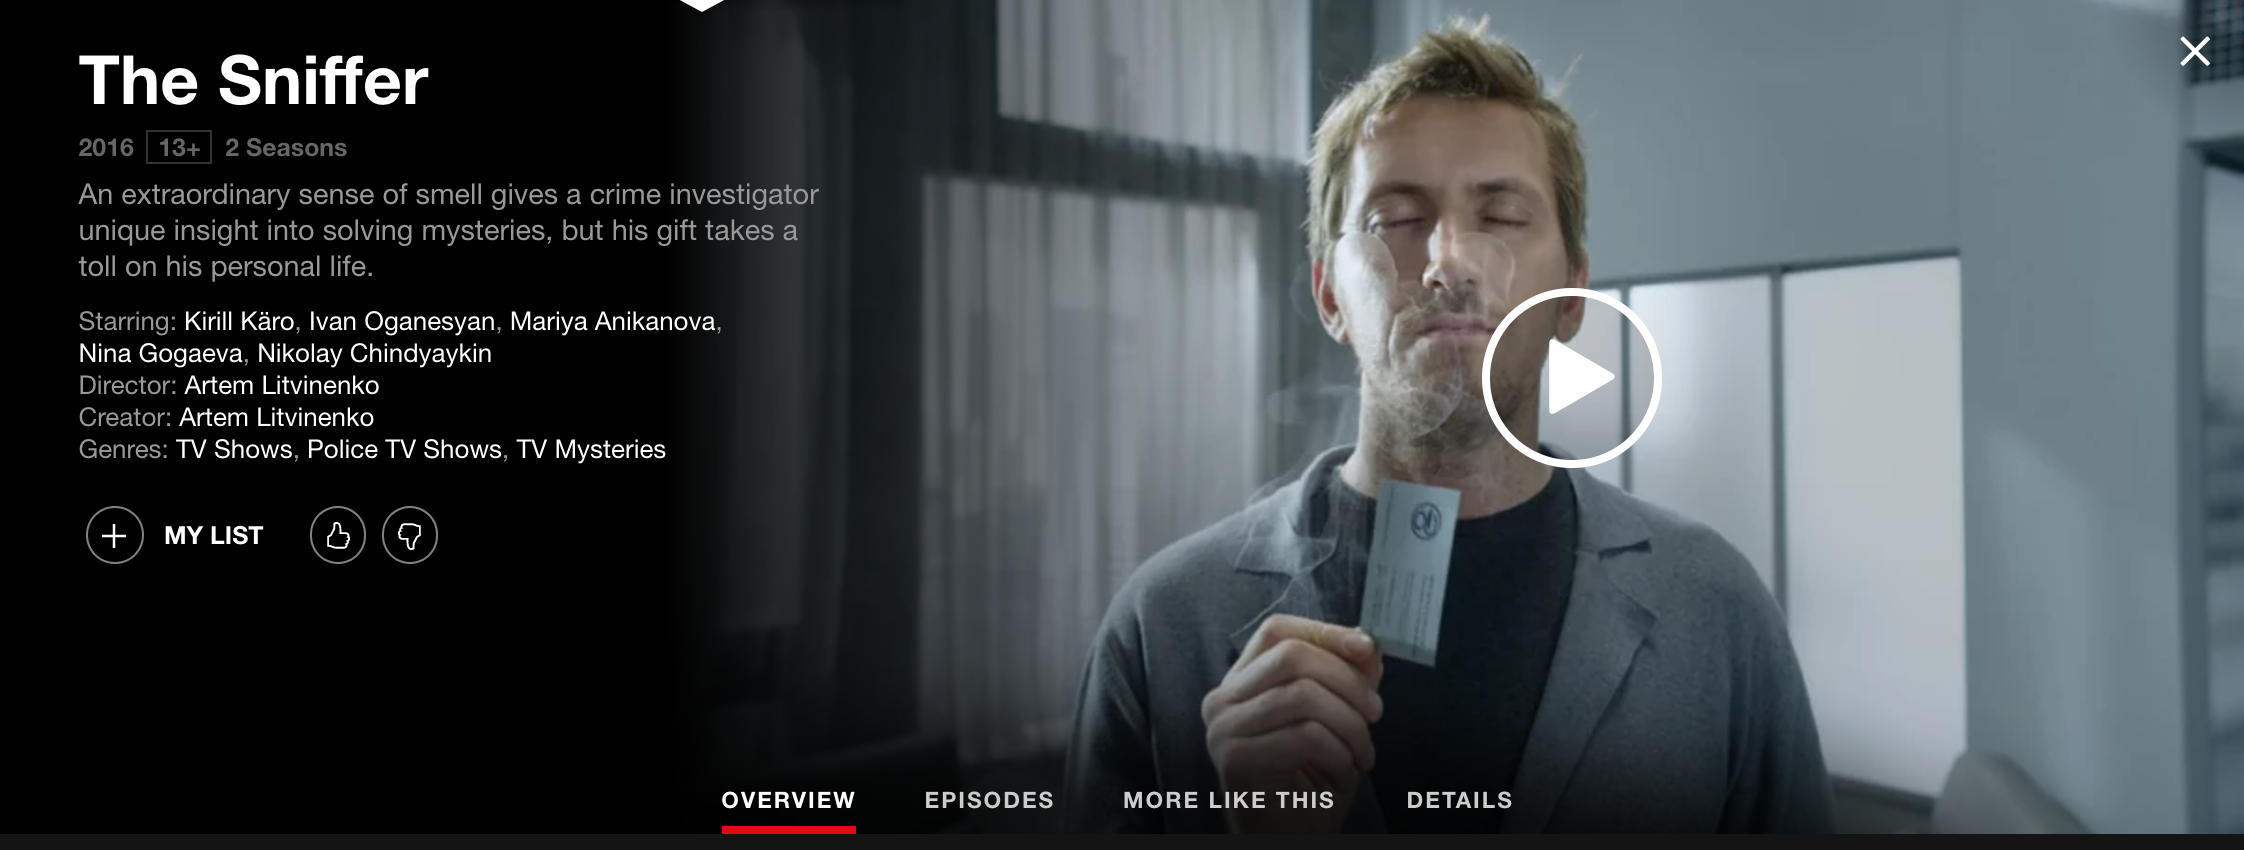 The Sniffer
2016 13+ 2 Seasons
An extraordinary sense of smell gives a crime investigator
unique insight into solving mysteries, but his gift takes a
toll on his personal life.
Starring: Kirill Käro, Ivan Oganesyan, Mariya Anikanova,
Nina Gogaeva, Nikolay Chindyaykin
Director: Artem Litvinenko
Creator: Artem Litvinenko
Genres: TV Shows, Police TV Shows, TV Mysteries
MY LIST
OVERVIEW EPISODES MORE LIKE THIS DETAILS